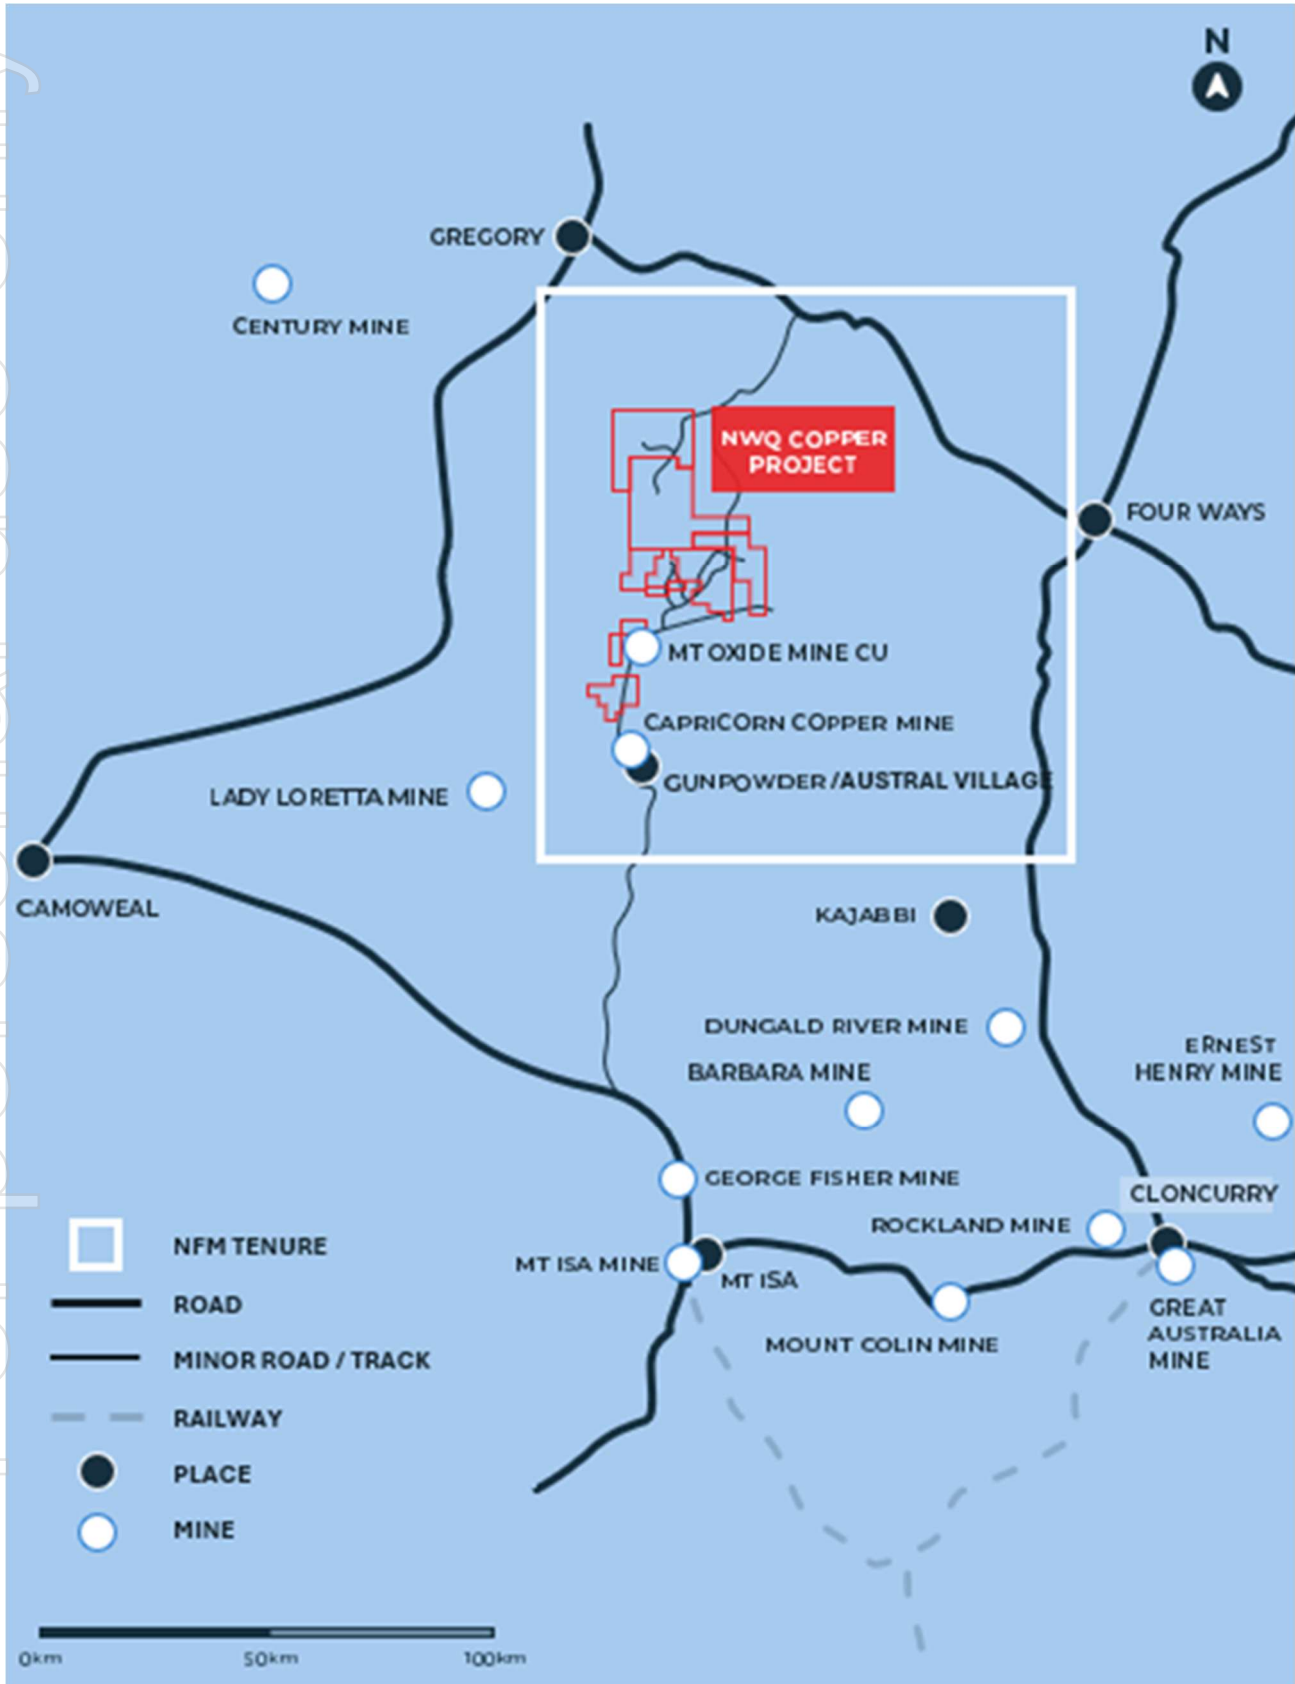 N
GREGORY
CENTURY MINE
NWQ COPPER
PROJECT
FOUR WAYS
MT OXIDE MINE CU
CAPRICORN COPPER MINE
GUNPOWDER /AUSTRAL VILLAGE
LADY LORETTA MINE
CAMOWEAL
KAJABBI
DUNGALD RIVER MINE
ERNEST
HENRY MINE
BARBARA MINE
GEORGE FISHER MINE
CLONCURRY
ROCKLAND MINE
MT ISA MINE
MT ISA
GREAT
AUSTRALIA
MINE
MOUNT COLIN MINE
NFM TENURE
ROAD
MINOR ROAD / TRACK
RAILWAY
PLACE
MINE
0km
50km
100km